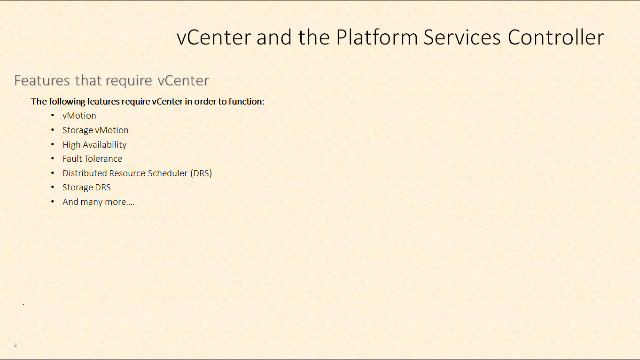 vCenter and the Platform Services Controller
Features that require vCenter
The following features require vCenter in order to function:
• vMotion
• Storage vMotion
• High Availability
• Fault Tolerance
• Distributed Resource Scheduler (DRS)
• Storage DRS
• And many more....